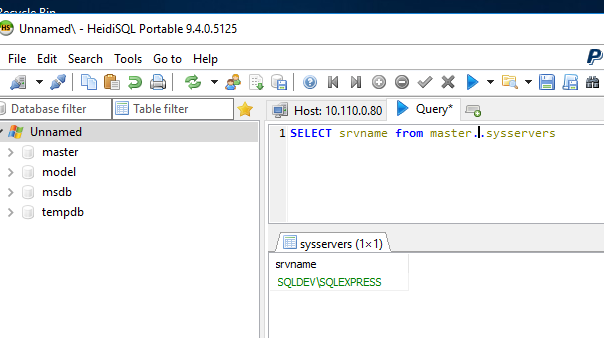 Recycle Bin
Unnamed\ - HeidiSQL Portable 9.4.0.5125
File Edit Search Tools Go to Help
Database filter Table filter
Host: 10.110.0.80 Query*
Unnamed
master
model
msdb
tempdb
1 SELECT srvname from master..sysservers
sysservers (1×1)
srvname
SQLDEV\SQLEXPRESS